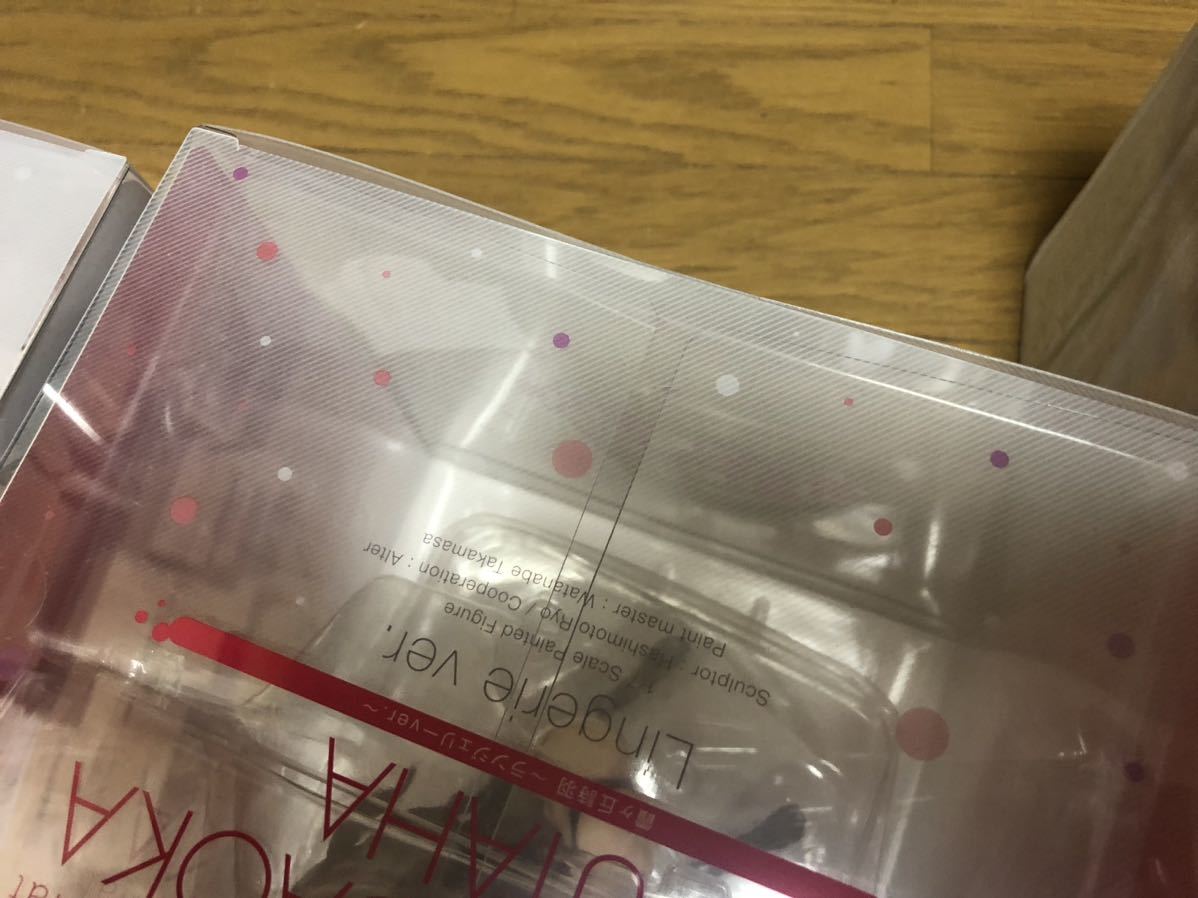 UTAHA
霞ヶ丘詩羽 ～ランジェリーver.～
Lingerie ver.
1/7 Scale Painted Figure
Sculptor : Hashimoto Ryo / Cooperation : Alter
Paint master : Watanabe Takamasa